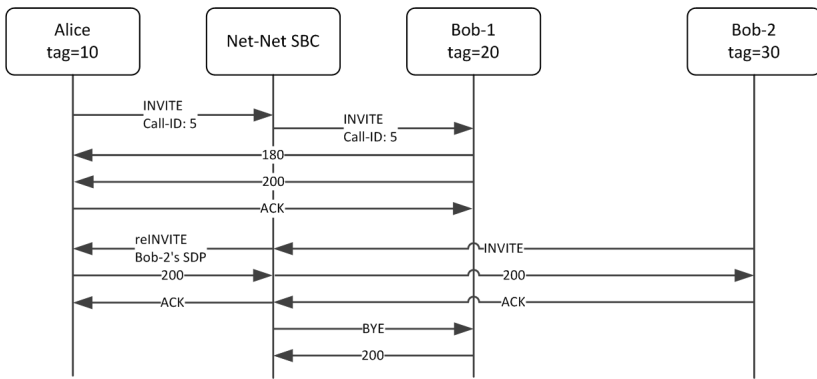 Alice
tag=10
Net-Net SBC
Bob-1
tag=20
Bob-2
tag=30
INVITE
Call-ID: 5
INVITE
Call-ID: 5
180
200
ACK
reINVITE
Bob-2's SDP
INVITE
200
200
ACK
ACK
BYE
200